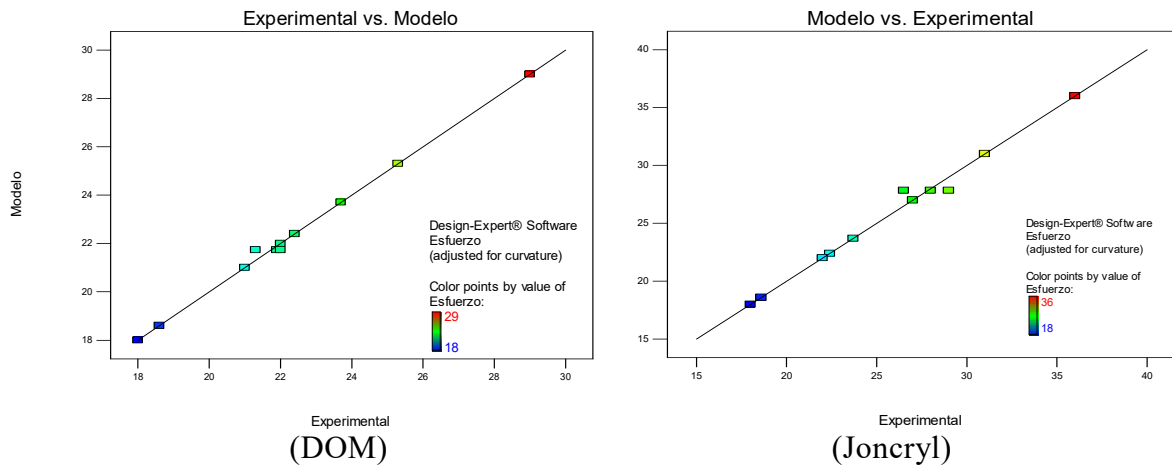 Experimental vs. Modelo
30
28
26
24
22
20
18
Modelo
18
20
22
24
26
28
30
Experimental
Design-Expert® Software
Esfuerzo
(adjusted for curvature)
Color points by value of
Esfuerzo:
29
18
(DOM)
Modelo vs. Experimental
40
35
30
25
20
15
15
20
25
30
35
40
Experimental
Design-Expert® Software
Esfuerzo
(adjusted for curvature)
Color points by value of
Esfuerzo:
36
18
(Joncryl)